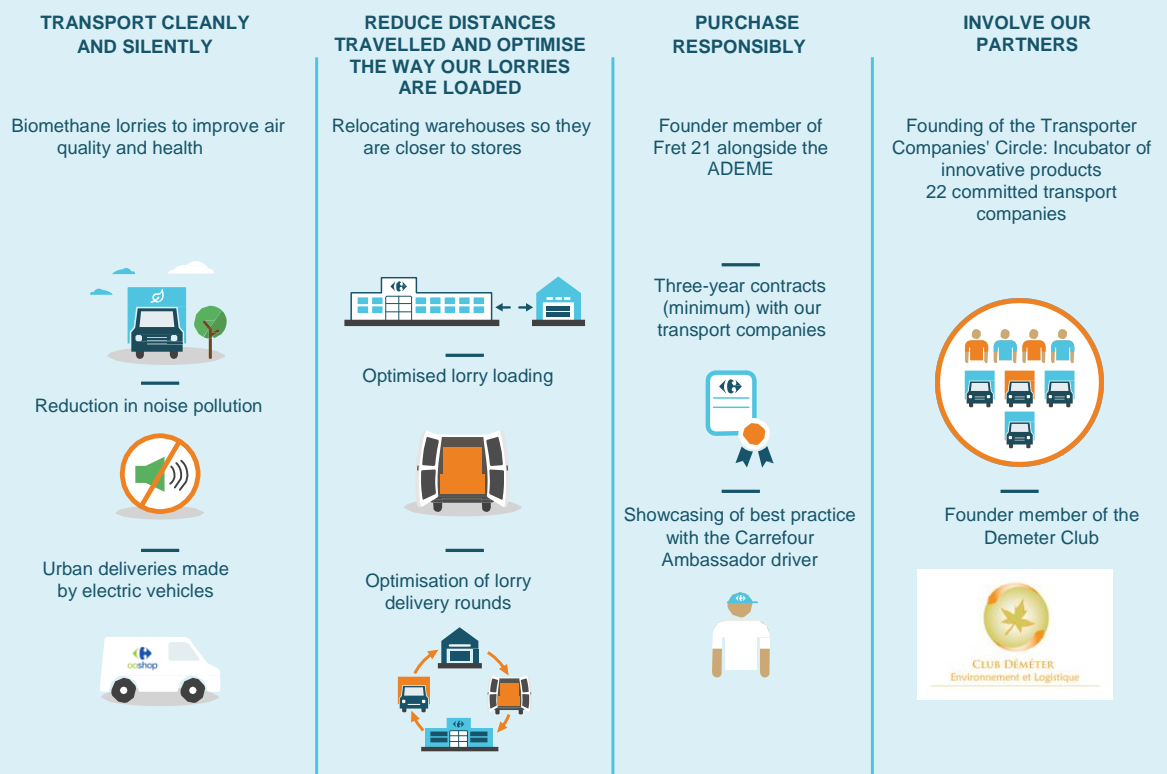 TRANSPORT CLEANLY
AND SILENTLY
Biomethane lorries to improve air
quality and health
Reduction in noise pollution
Urban deliveries made
by electric vehicles
ooshop
REDUCE DISTANCES
TRAVELLED AND OPTIMISE
THE WAY OUR LORRIES
ARE LOADED
Relocating warehouses so they
are closer to stores
Optimised lorry loading
Optimisation of lorry
delivery rounds
PURCHASE
RESPONSIBLY
Founder member of
Fret 21 alongside the
ADEME
Three-year contracts
(minimum) with our
transport companies
Showcasing of best practice
with the Carrefour
Ambassador driver
INVOLVE OUR
PARTNERS
Founding of the Transporter
Companies' Circle: Incubator of
innovative products
22 committed transport
companies
Founder member of the
Demeter Club
CLUB DÉMÉTER
Environnement et Logistique